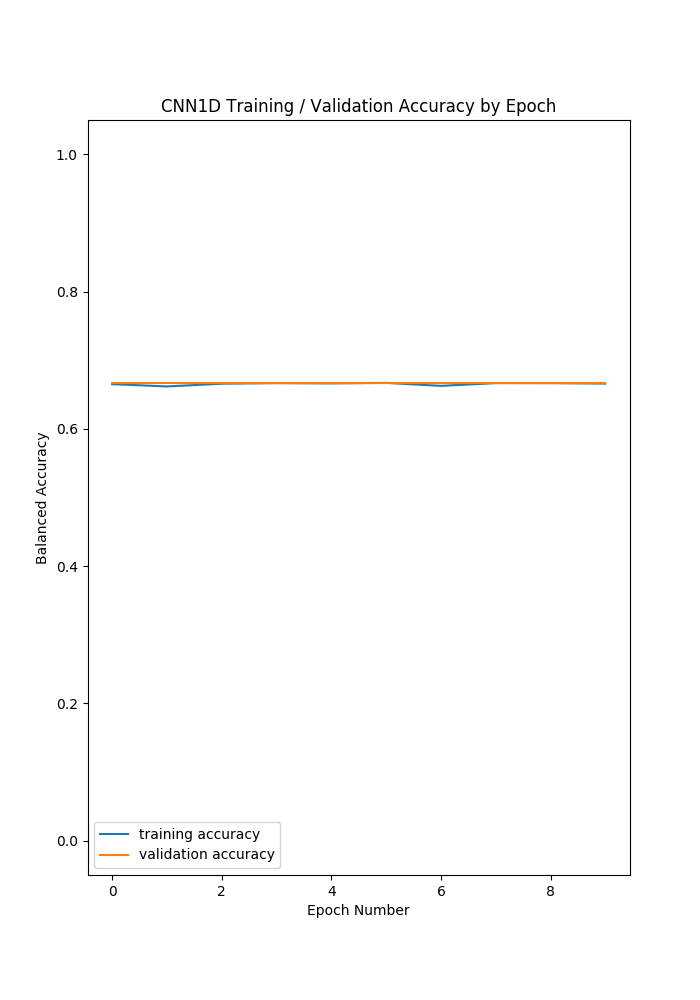 CNN1D Training / Validation Accuracy by Epoch
1.0
0.8
0.6
0.4
0.2
0.0
Balanced Accuracy
training accuracy
validation accuracy
0 2 4 6 8
Epoch Number